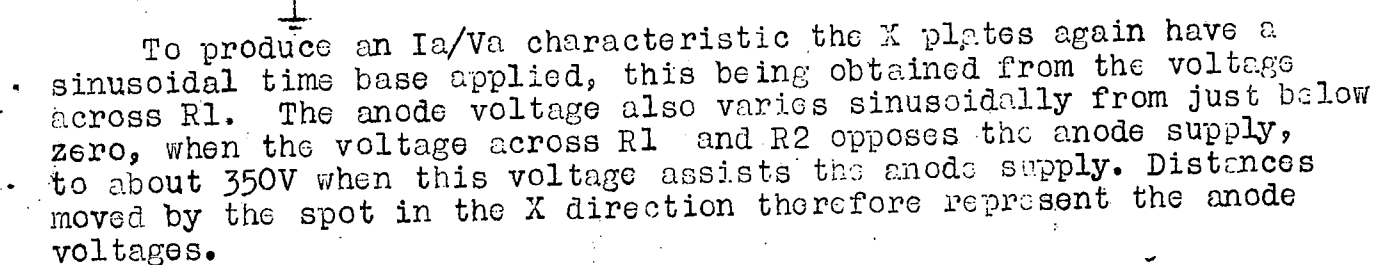 To produce an Ia/Va characteristic the X plates again have a
sinusoidal time base applied, this being obtained from the voltage
across R1. The anode voltage also varies sinusoidally from just below
zero, when the voltage across R1 and R2 opposes the anode supply,
to about 350V when this voltage assists the anode supply. Distances
moved by the spot in the X direction therefore represent the anode
voltages.